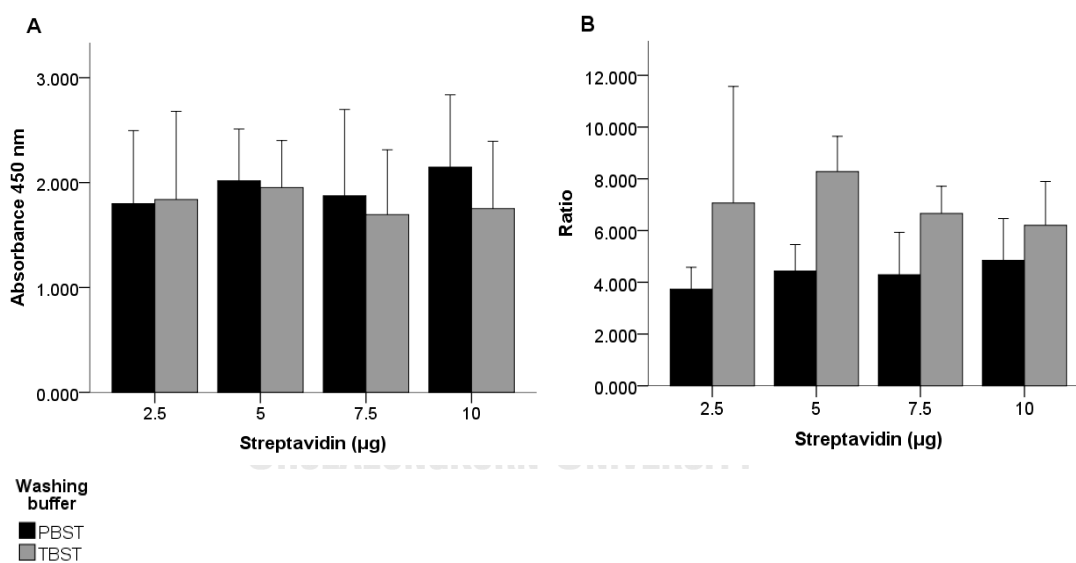 A
Absorbance 450 nm
3.000
2.000
1.000
0.000
2.5 5 7.5 10
Streptavidin (µg)
B
Ratio
12.000
10.000
8.000
6.000
4.000
2.000
0.000
2.5 5 7.5 10
Streptavidin (µg)
Washing
buffer
PBST
TBST